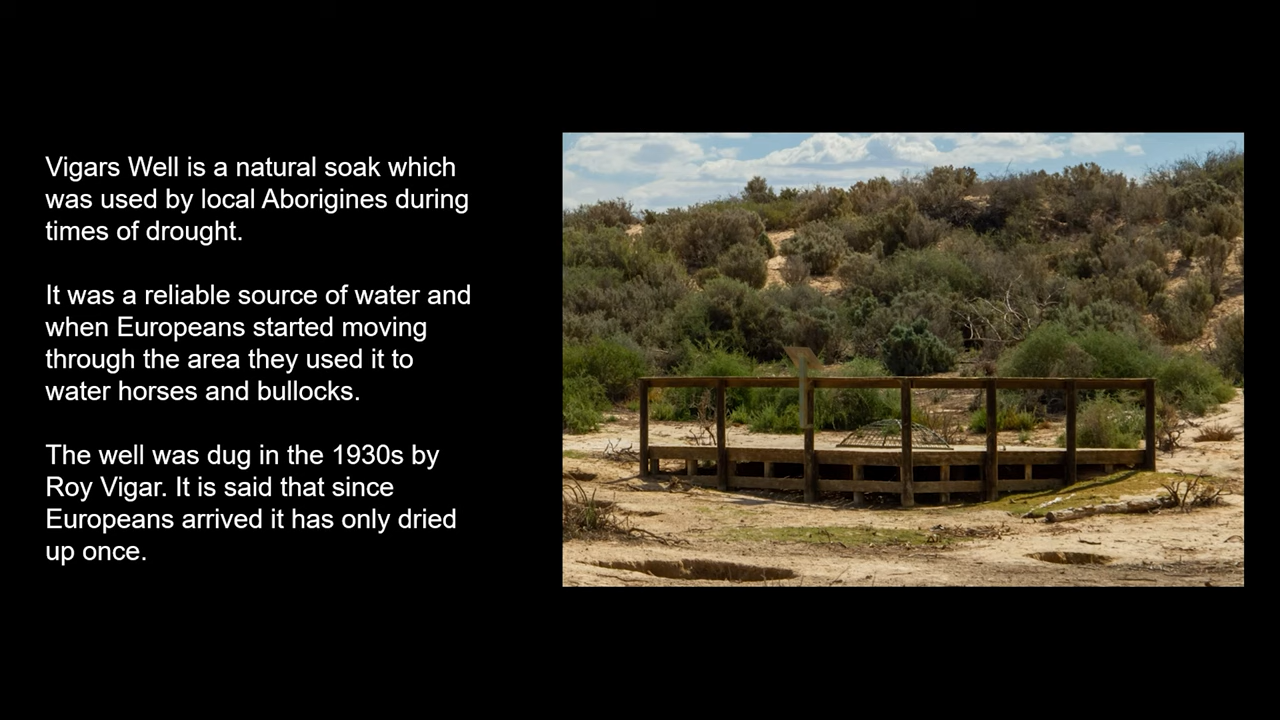 Vigars Well is a natural soak which
was used by local Aborigines during
times of drought.
It was a reliable source of water and
when Europeans started moving
through the area they used it to
water horses and bullocks.
The well was dug in the 1930s by
Roy Vigar. It is said that since
Europeans arrived it has only dried
up once.